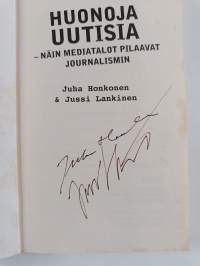 HUONOJA
UUTISIA
– NÄIN MEDIATALOT PILAAVAT
JOURNALISMIN
Juha Honkonen
& Jussi Lankinen